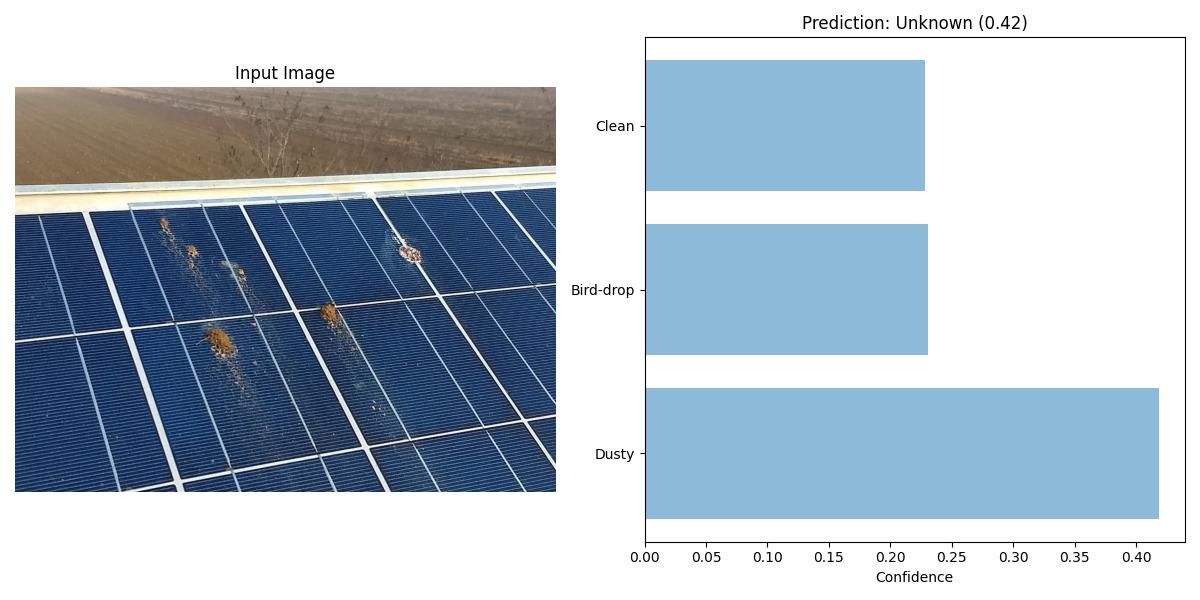 Input Image
Prediction: Unknown (0.42)
Clean
Bird-drop
Dusty
0.00 0.05 0.10 0.15 0.20 0.25 0.30 0.35 0.40
Confidence